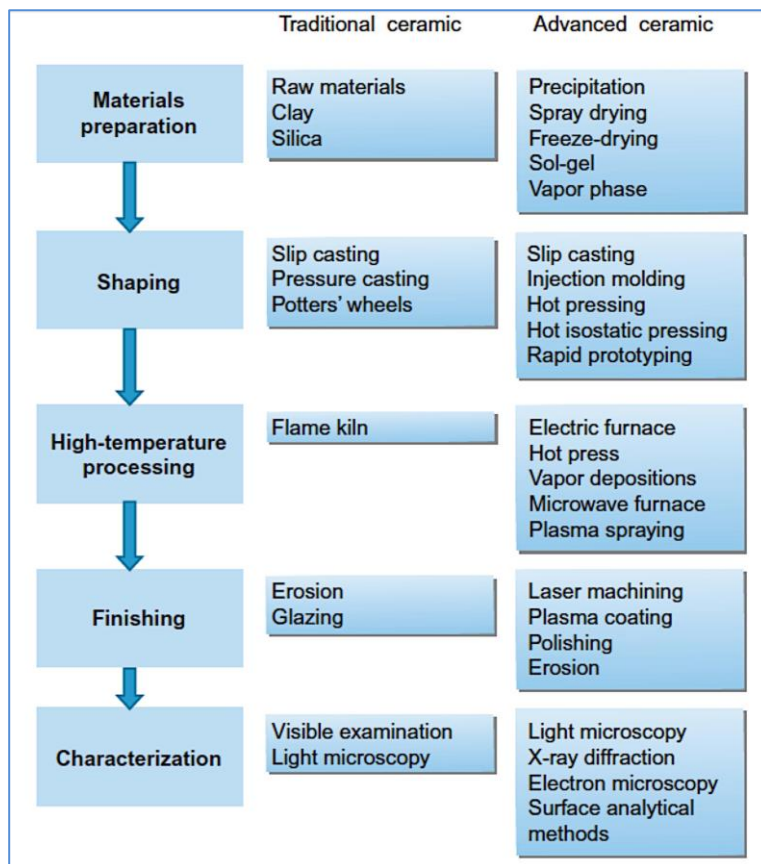 Traditional ceramic
Advanced ceramic
Materials
preparation
Raw materials
Clay
Silica
Precipitation
Spray drying
Freeze-drying
Sol-gel
Vapor phase
Shaping
Slip casting
Pressure casting
Potters’ wheels
Slip casting
Injection molding
Hot pressing
Hot isostatic pressing
Rapid prototyping
High-temperature
processing
Flame kiln
Electric furnace
Hot press
Vapor depositions
Microwave furnace
Plasma spraying
Finishing
Erosion
Glazing
Laser machining
Plasma coating
Polishing
Erosion
Characterization
Visible examination
Light microscopy
Light microscopy
X-ray diffraction
Electron microscopy
Surface analytical
methods